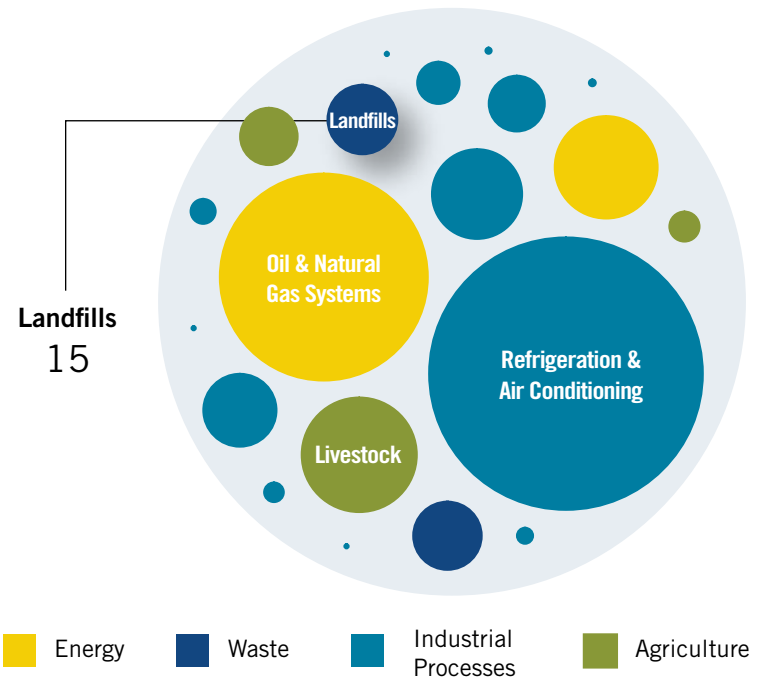 Landfills
Oil & Natural
Gas Systems
Landfills
15
Refrigeration &
Air Conditioning
Livestock
Energy
Waste
Industrial
Processes
Agriculture